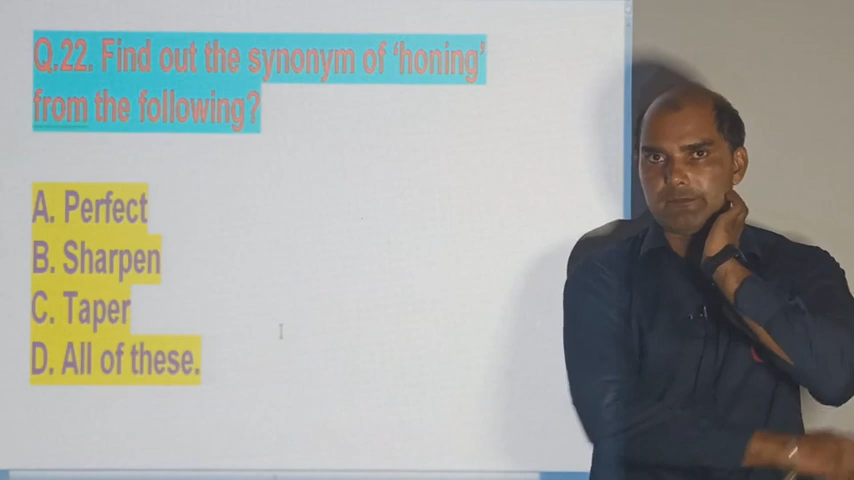 Q.22. Find out the synonym of ‘honing’
from the following?
A. Perfect
B. Sharpen
C. Taper
D. All of these.